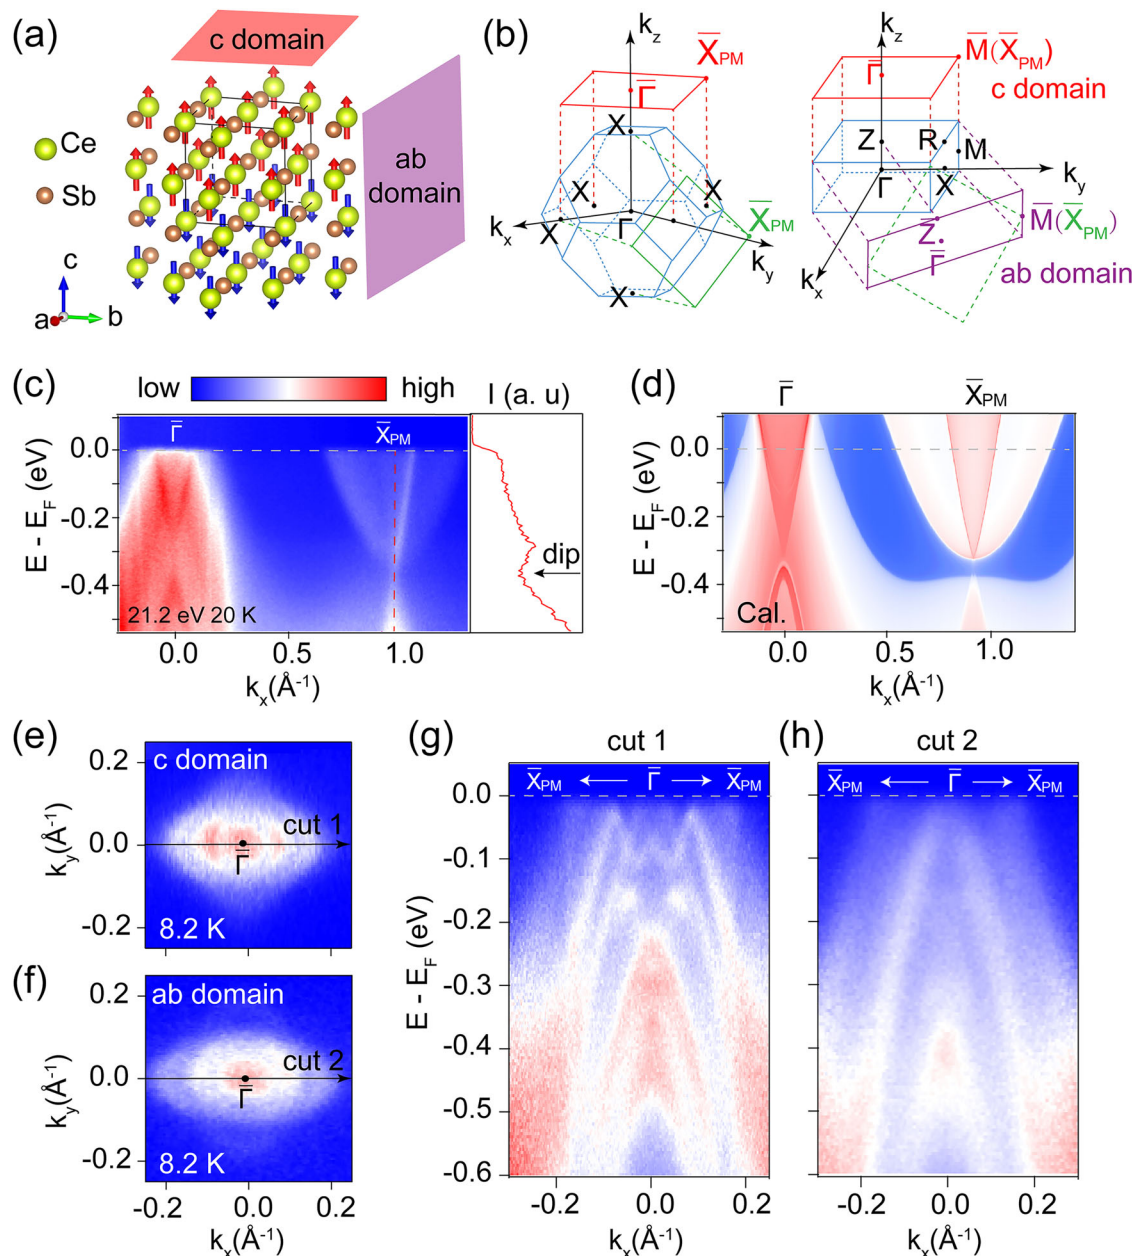 (a)
c domain
Ce
Sb
ab
domain
c
a
b
(b)
k_z
X̅_PM
Γ̅
X
X
X
X
X
Γ
k_x
k_y
X̅_PM
k_z
M̅(X̅_PM)
Γ̅
c domain
Z
R
M
Γ
X
k_y
k_x
Z̅
Γ̅
M̅(X̅_PM)
ab domain
(c)
low
high
I (a. u)
Γ̅
X̅_PM
E - E_F (eV)
0.0
-0.2
-0.4
dip
21.2 eV 20 K
0.0
0.5
1.0
k_x(Å⁻¹)
(d)
Γ̅
X̅_PM
E - E_F (eV)
0.0
-0.2
-0.4
Cal.
0.0
1.0
k_x(Å⁻¹)
(e)
c domain
cut 1
Γ̅
8.2 K
k_y(Å⁻¹)
0.2
0.0
-0.2
(f)
ab domain
cut 2
Γ̅
8.2 K
k_y(Å⁻¹)
0.2
0.0
-0.2
-0.2
0.0
0.2
k_x(Å⁻¹)
(g)
cut 1
X̅_PM ← Γ̅ → X̅_PM
E - E_F (eV)
0.0
-0.1
-0.2
-0.3
-0.4
-0.5
-0.6
-0.2
0.0
0.2
k_x(Å⁻¹)
(h)
cut 2
X̅_PM ← Γ̅ → X̅_PM
-0.2
0.0
0.2
k_x(Å⁻¹)